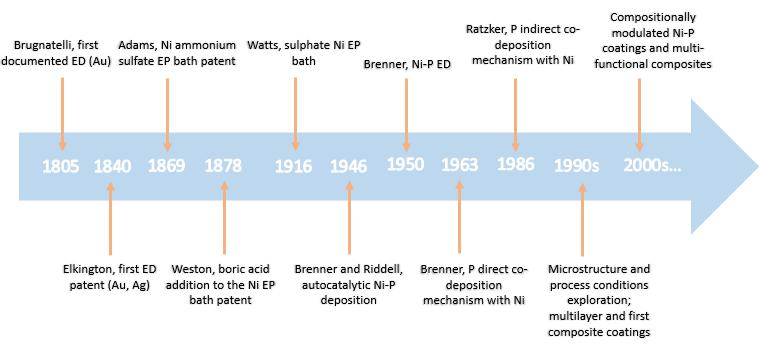 Brugnatelli, first
documented ED (Au)
Adams, Ni ammonium
sulfate EP bath patent
Watts, sulphate Ni EP
bath
Brenner, Ni-P ED
Ratzker, P indirect co-
deposition
mechanism with Ni
Compositionally
modulated Ni-P
coatings and multi-
functional composites
1805 1840 1869 1878 1916 1946 1950 1963 1986 1990s 2000s...
Elkington, first ED
patent (Au, Ag)
Weston, boric acid
addition to the Ni EP
bath patent
Brenner and Riddell,
autocatalytic Ni-P
deposition
Brenner, P direct co-
deposition
mechanism with Ni
Microstructure and
process conditions
exploration;
multilayer and first
composite coatings